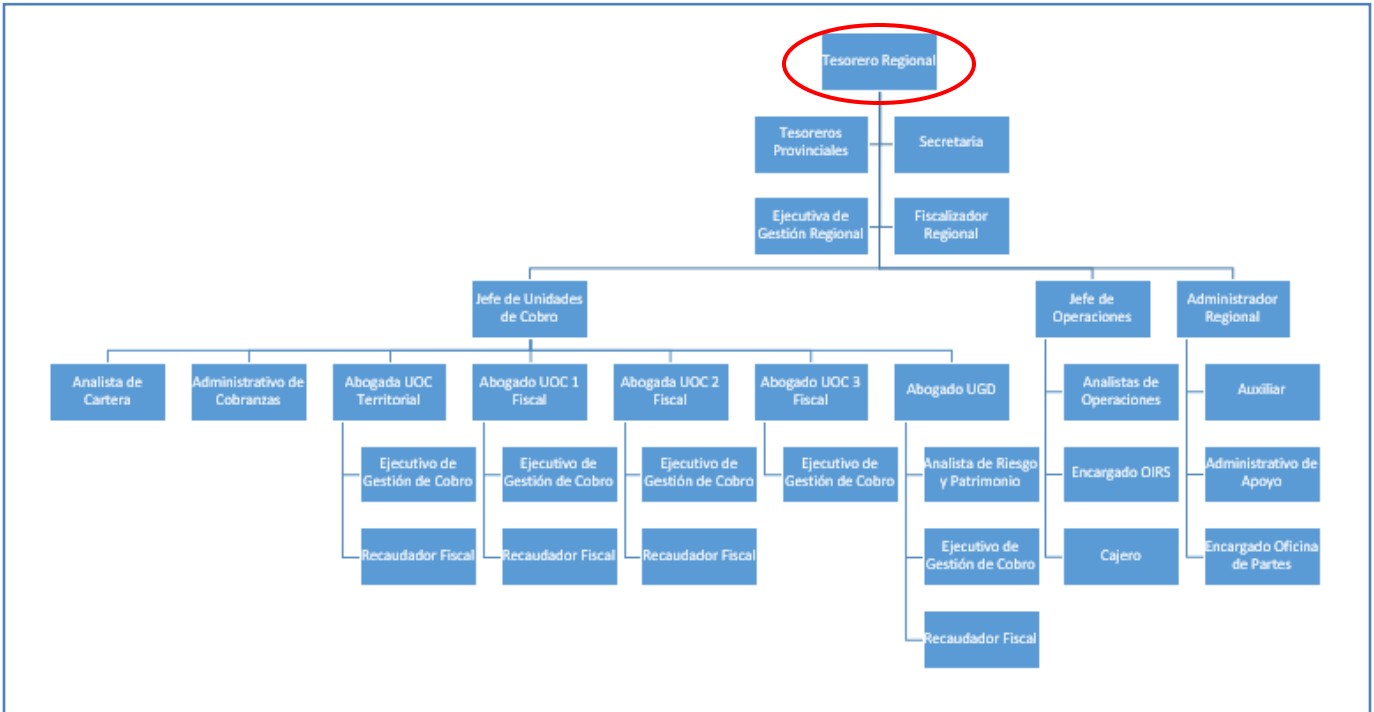 Tesorero Regional
Tesoreros
Provinciales
Secretaria
Ejecutiva de
Gestión Regional
Fiscalizador
Regional
Jefe de Unidades
de Cobro
Jefe de
Operaciones
Administrador
Regional
Analista de
Cartera
Administrativo de
Cobranzas
Abogada UOC
Territorial
Abogado UOC 1
Fiscal
Abogada UOC 2
Fiscal
Abogado UOC 3
Fiscal
Abogado UGD
Analistas de
Operaciones
Auxiliar
Ejecutivo de
Gestión de Cobro
Ejecutivo de
Gestión de Cobro
Ejecutivo de
Gestión de Cobro
Ejecutivo de
Gestión de Cobro
Analista de Riesgo
y Patrimonio
Encargado OIRS
Administrativo de
Apoyo
Recaudador Fiscal
Recaudador Fiscal
Recaudador Fiscal
Ejecutivo de
Gestión de Cobro
Cajero
Encargado Oficina
de Partes
Recaudador Fiscal